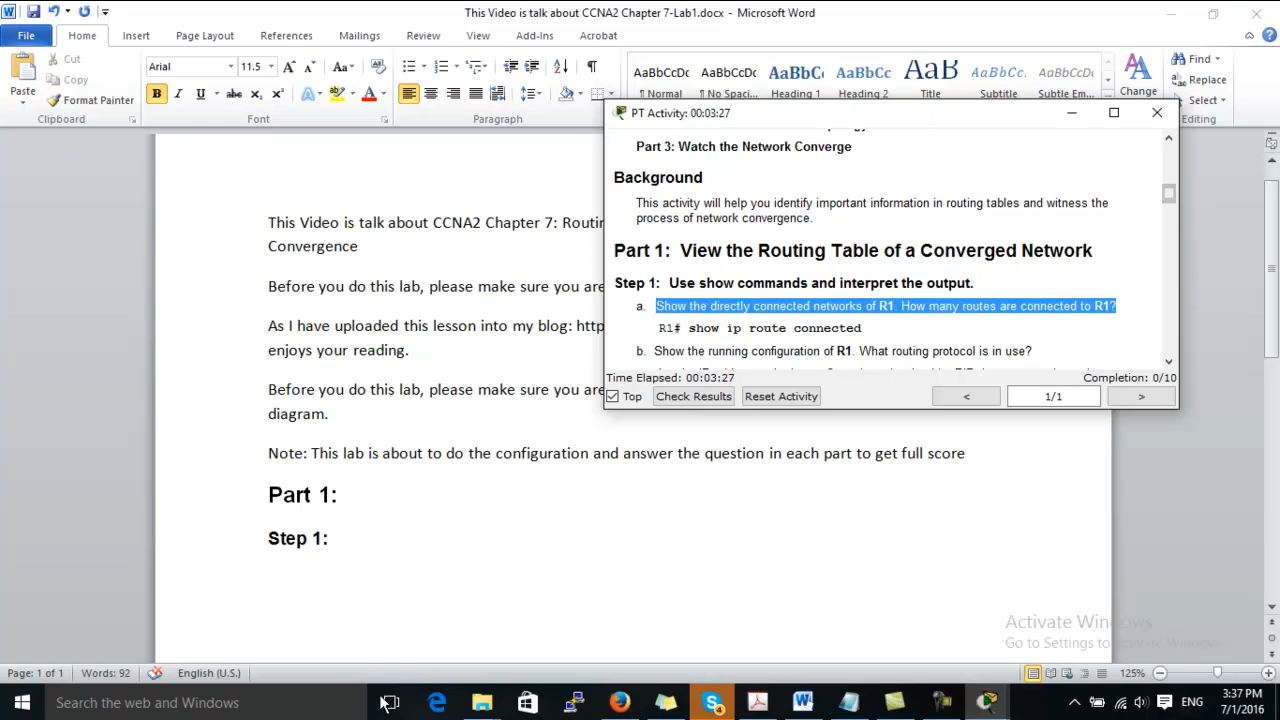 This Video is talk about CCNA2 Chapter 7-Lab1.docx - Microsoft Word
File Home Insert Page Layout References Mailings Review View Add-Ins Acrobat
Paste
Cut
Copy
Format Painter
Clipboard
Arial 11.5
Font
Paragraph
AaBbCcDc AaBbCcDc AaBbC AaBbCc AaB AaBbCcL AaBbCcDc
¶ Normal ¶ No Spaci... Heading 1 Heading 2 Title Subtitle Subtle Em...
Change
Find
Replace
Select
Editing
PT Activity: 00:03:27
Part 3: Watch the Network Converge
Background
This activity will help you identify important information in routing tables and witness the
process of network convergence.
Part 1: View the Routing Table of a Converged Network
Step 1: Use show commands and interpret the output.
a. Show the directly connected networks of R1. How many routes are connected to R1?
R1# show ip route connected
b. Show the running configuration of R1. What routing protocol is in use?
Time Elapsed: 00:03:27 Completion: 0/10
Top Check Results Reset Activity < 1/1 >
This Video is talk about CCNA2 Chapter 7: Routin
Convergence
Before you do this lab, please make sure you are
As I have uploaded this lesson into my blog: http
enjoys your reading.
Before you do this lab, please make sure you are
diagram.
Note: This lab is about to do the configuration and answer the question in each part to get full score
Part 1:
Step 1:
Activate Windows
Go to Settings to activate Windows.
Page: 1 of 1 Words: 92 English (U.S.) 125%
Search the web and Windows
ENG
3:37 PM
7/1/2016